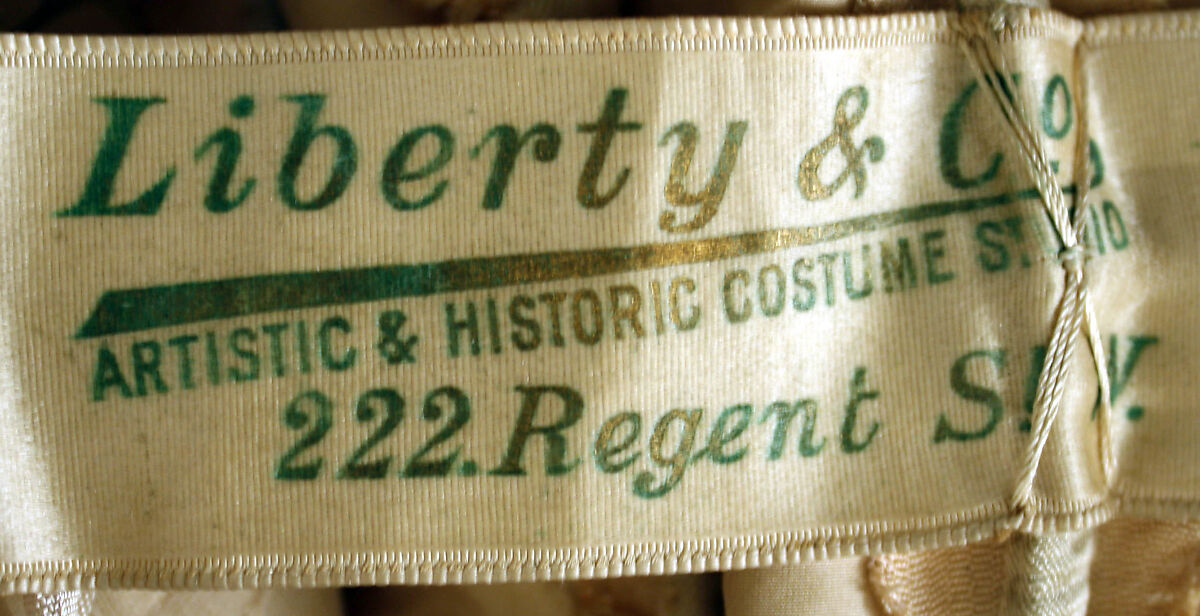 Liberty & Co,
ARTISTIC & HISTORIC COSTUME STUDIO
222. Regent St. W.